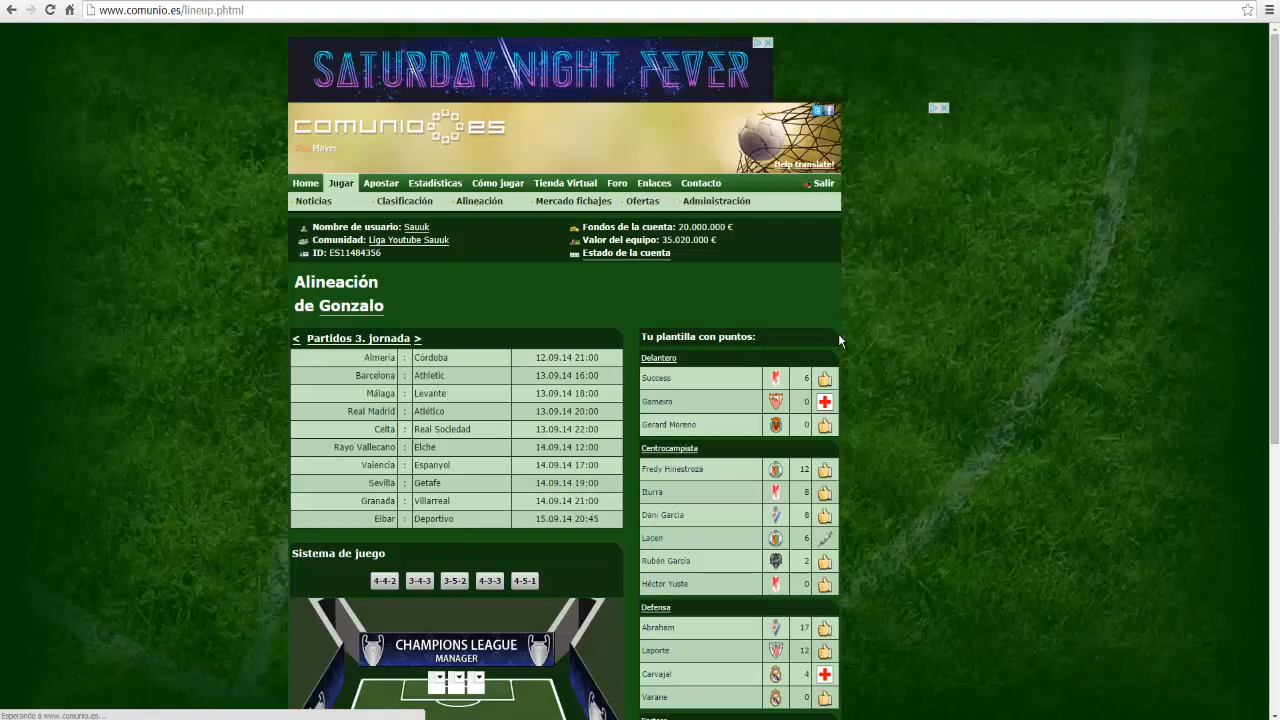 www.comunio.es/lineup.phtml
SATURDAY NIGHT FEVER
comunio es
PlusPlayer
Help translate!
Home Jugar Apostar Estadísticas Cómo jugar Tienda Virtual Foro Enlaces Contacto Salir
Noticias Clasificación Alineación Mercado fichajes Ofertas Administración
Nombre de usuario: Sauuk
Comunidad: Liga Youtube Sauuk
ID: ES11484356
Fondos de la cuenta: 20.000.000 €
Valor del equipo: 35.020.000 €
Estado de la cuenta
Alineación
de Gonzalo
< Partidos 3. jornada >
Almería : Córdoba 12.09.14 21:00
Barcelona : Athletic 13.09.14 16:00
Málaga : Levante 13.09.14 18:00
Real Madrid : Atlético 13.09.14 20:00
Celta : Real Sociedad 13.09.14 22:00
Rayo Vallecano : Elche 14.09.14 12:00
Valencia : Espanyol 14.09.14 17:00
Sevilla : Getafe 14.09.14 19:00
Granada : Villarreal 14.09.14 21:00
Eibar : Deportivo 15.09.14 20:45
Sistema de juego
4-4-2 3-4-3 3-5-2 4-3-3 4-5-1
CHAMPIONS LEAGUE
MANAGER
Tu plantilla con puntos:
Delantero
Success 6
Gameiro 0
Gerard Moreno 0
Centrocampista
Fredy Hinestroza 12
Iturra 8
Dani García 8
Lacen 6
Rubén García 2
Héctor Yuste 0
Defensa
Abraham 17
Laporte 12
Carvajal 4
Varane 0
Esperando a www.comunio.es...